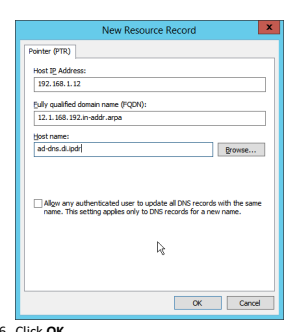 New Resource Record
x
Pointer (PTR)
Host IP Address:
192.168.1.12
Fully qualified domain name (FQDN):
12.1.168.192.in-addr.arpa
Host name:
ad-dns.di.ipdr
Browse...
Allow any authenticated user to update all DNS records with the same
name. This setting applies only to DNS records for a new name.
OK
Cancel
6. Click OK